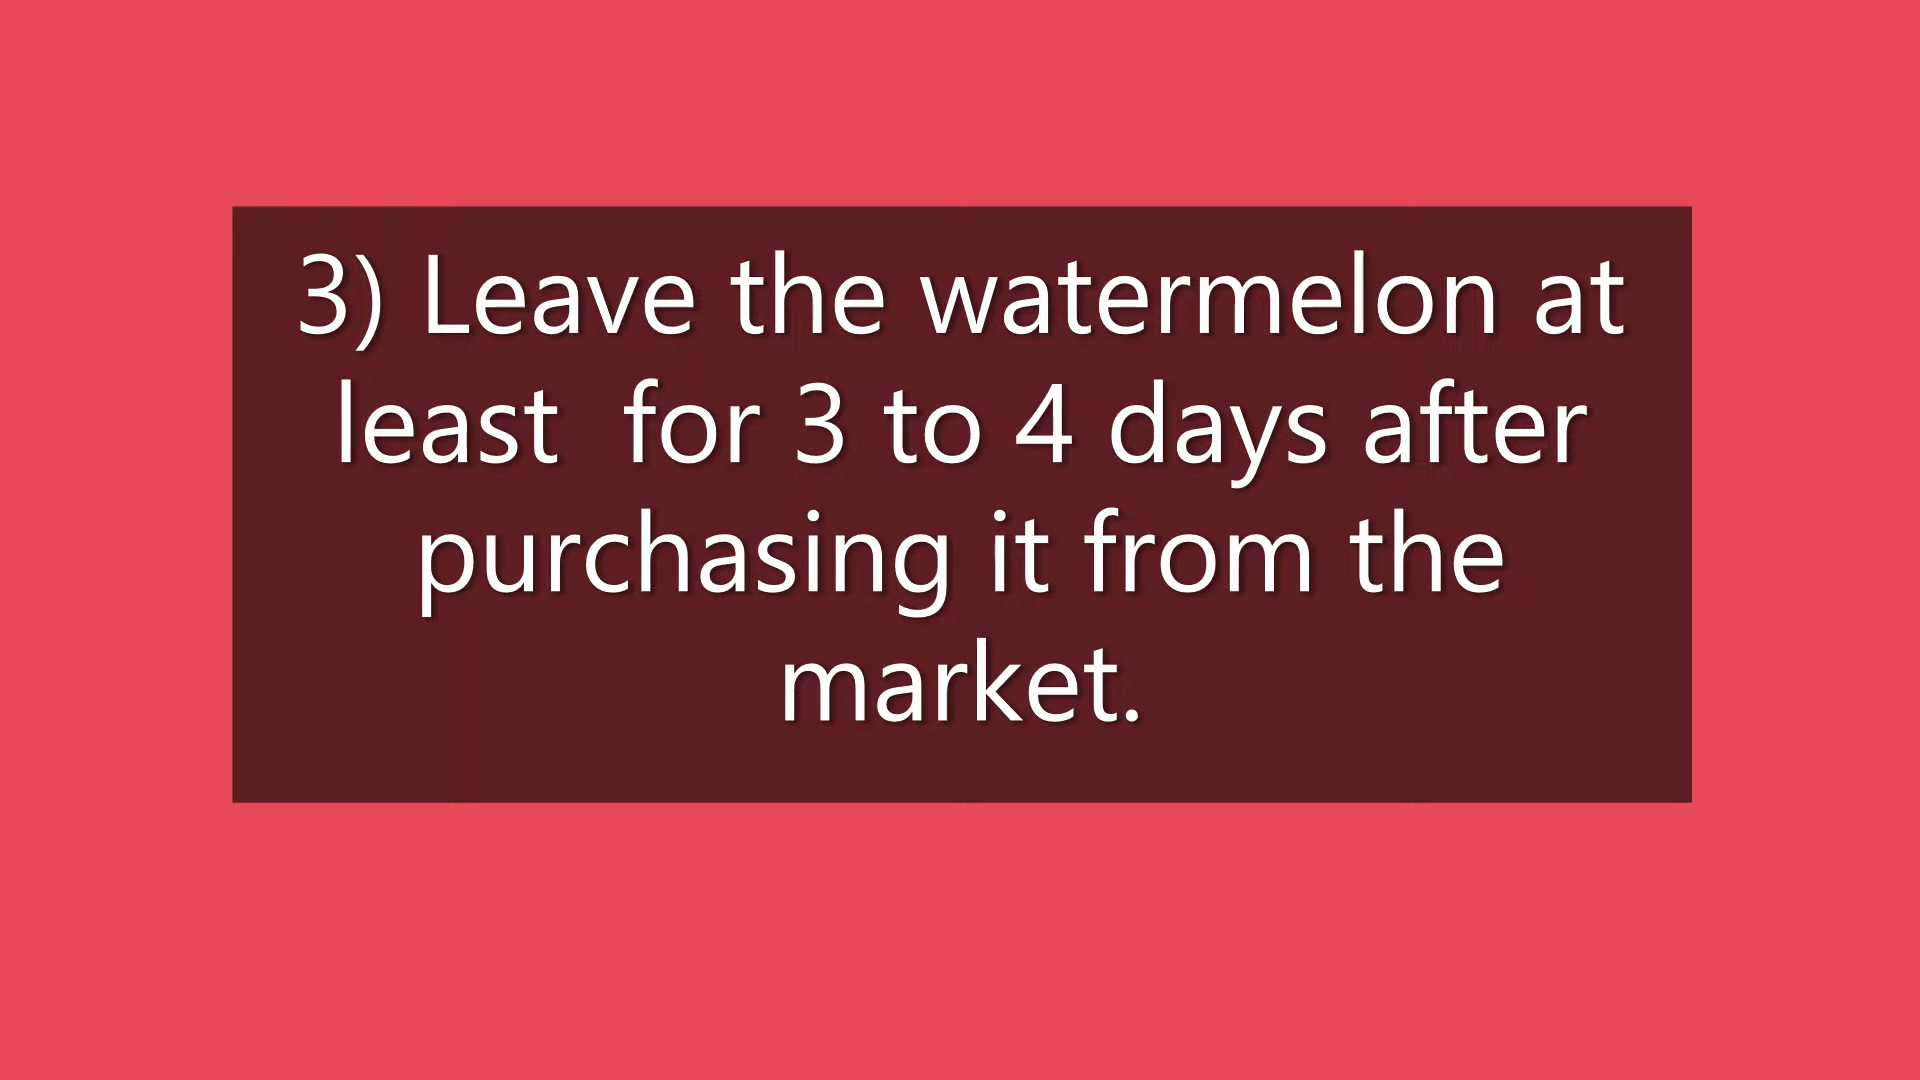 3) Leave the watermelon at
least  for 3 to 4 days after
purchasing it from the
market.